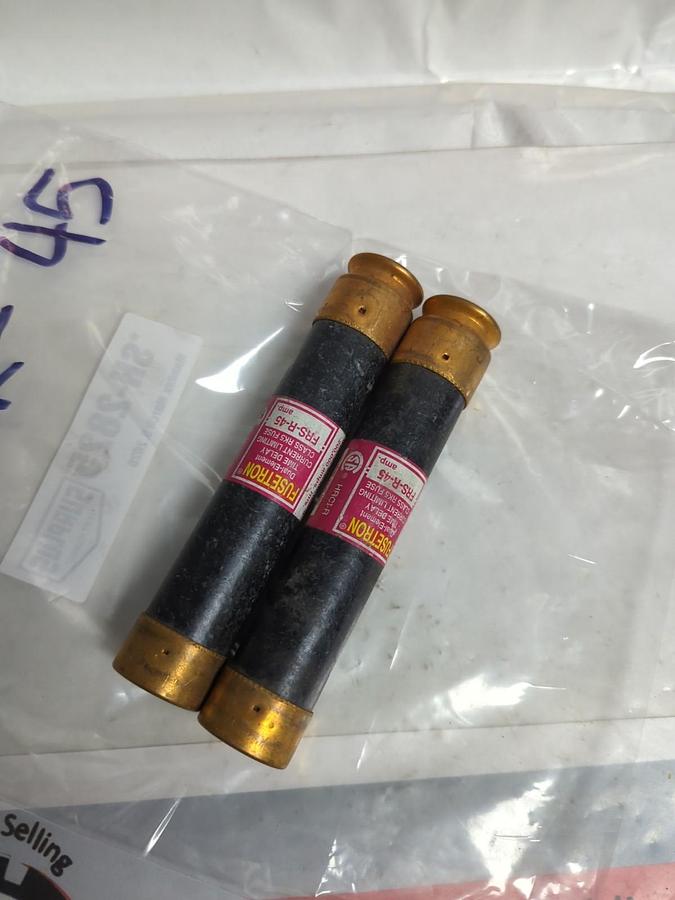 45
FUSETRON®
Dual-Element
TIME DELAY
CURRENT LIMITING
CLASS RK5 FUSE
FRS-R-45
amp.
FUSETRON®
Dual-Element
TIME DELAY
CURRENT LIMITING
CLASS RK5 FUSE
FRS-R-45
amp.
HRCI-R
Selling